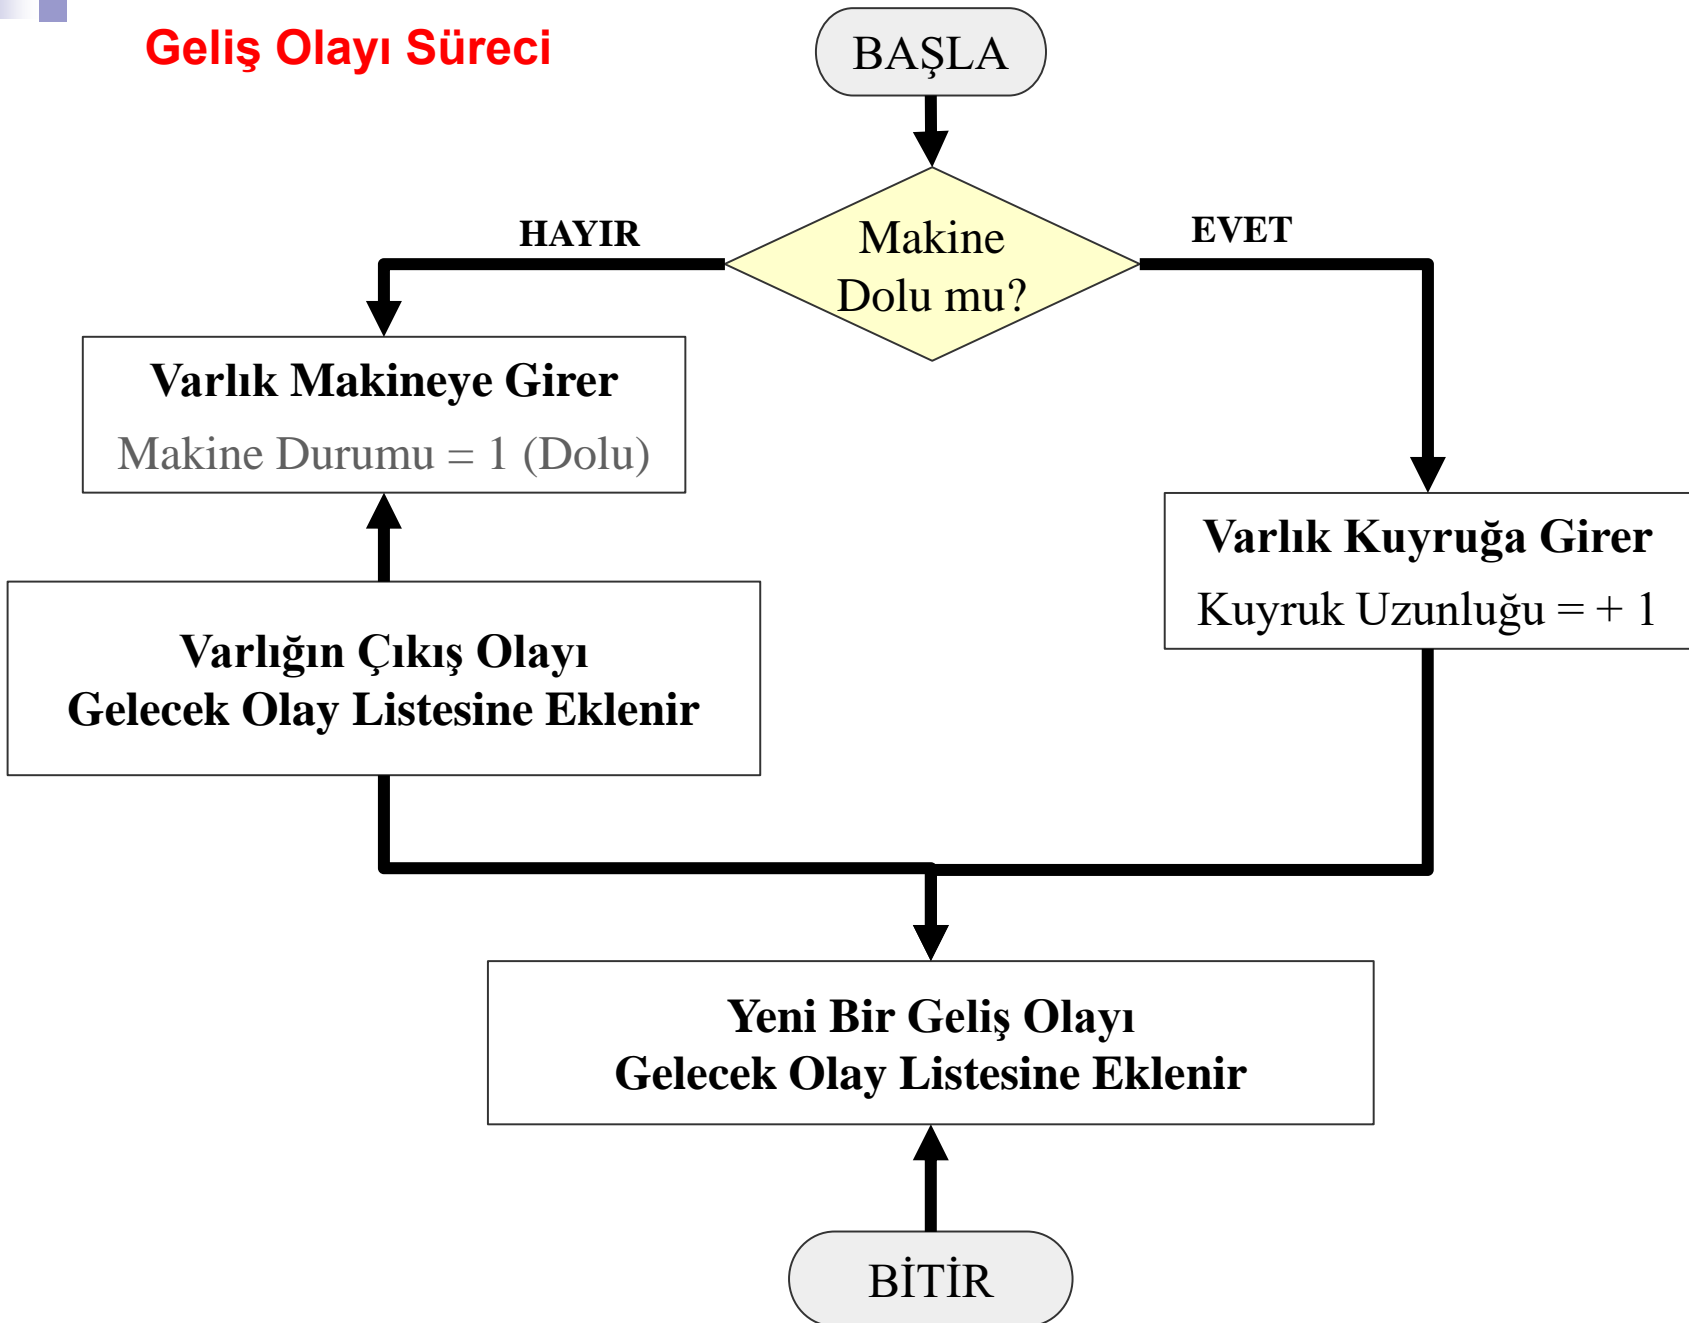 Geliş Olayı Süreci
BAŞLA
Makine
Dolu mu?
HAYIR
EVET
Varlık Makineye Girer
Makine Durumu = 1 (Dolu)
Varlık Kuyruğa Girer
Kuyruk Uzunluğu = + 1
Varlığın Çıkış Olayı
Gelecek Olay Listesine Eklenir
Yeni Bir Geliş Olayı
Gelecek Olay Listesine Eklenir
BİTİR